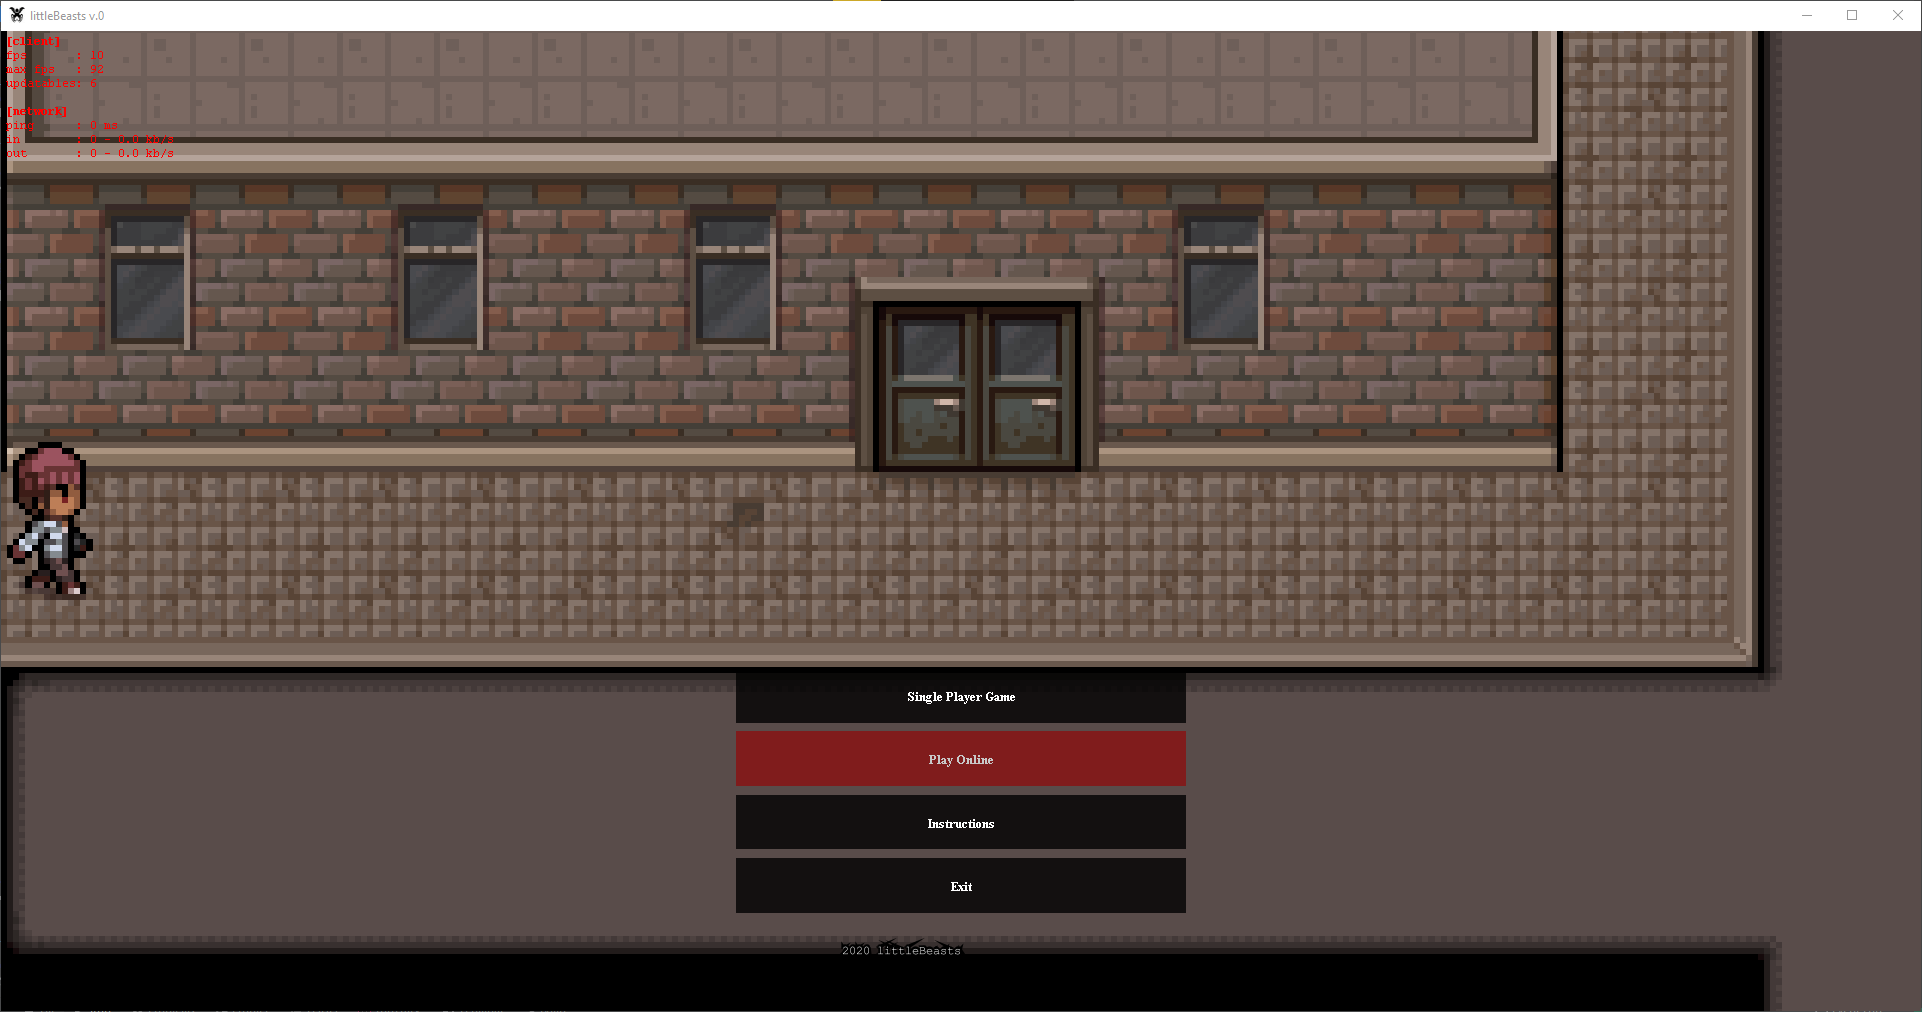 littleBeasts v.0
[client]
fps : 10
max fps : 92
updatables: 6
[network]
ping : 0 ms
in : 0 - 0.0 kb/s
out : 0 - 0.0 kb/s
Single Player Game
Play Online
Instructions
Exit
2020 littleBeasts